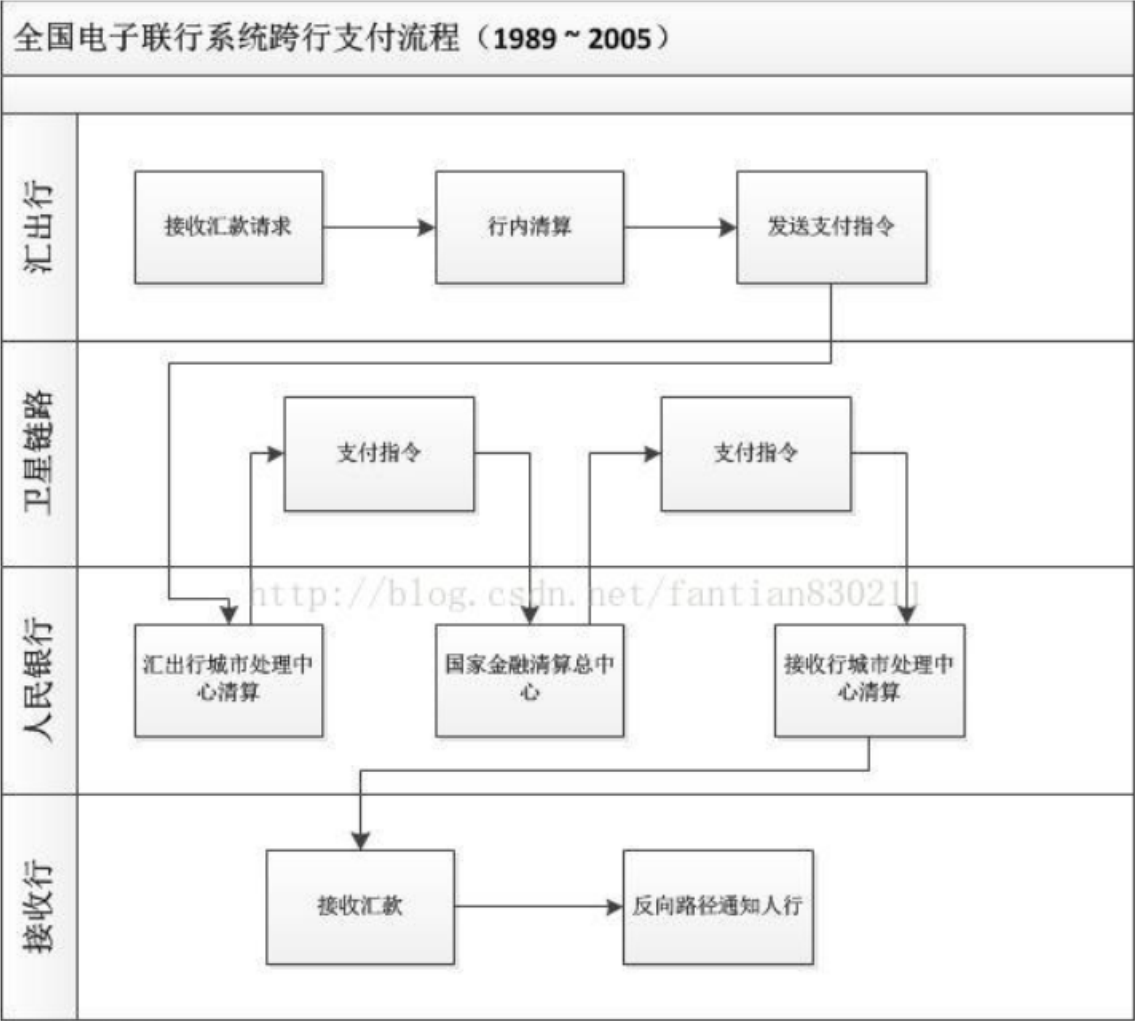 全国电子联行系统跨行支付流程（1989 ~ 2005）
汇出行
接收汇款请求
行内清算
发送支付指令
卫星链路
支付指令
支付指令
http://blog.csdn.net/fantian830211
人民银行
汇出行城市处理中
心清算
国家金融清算总中
心
接收行城市处理中
心清算
接收行
接收汇款
反向路径通知人行